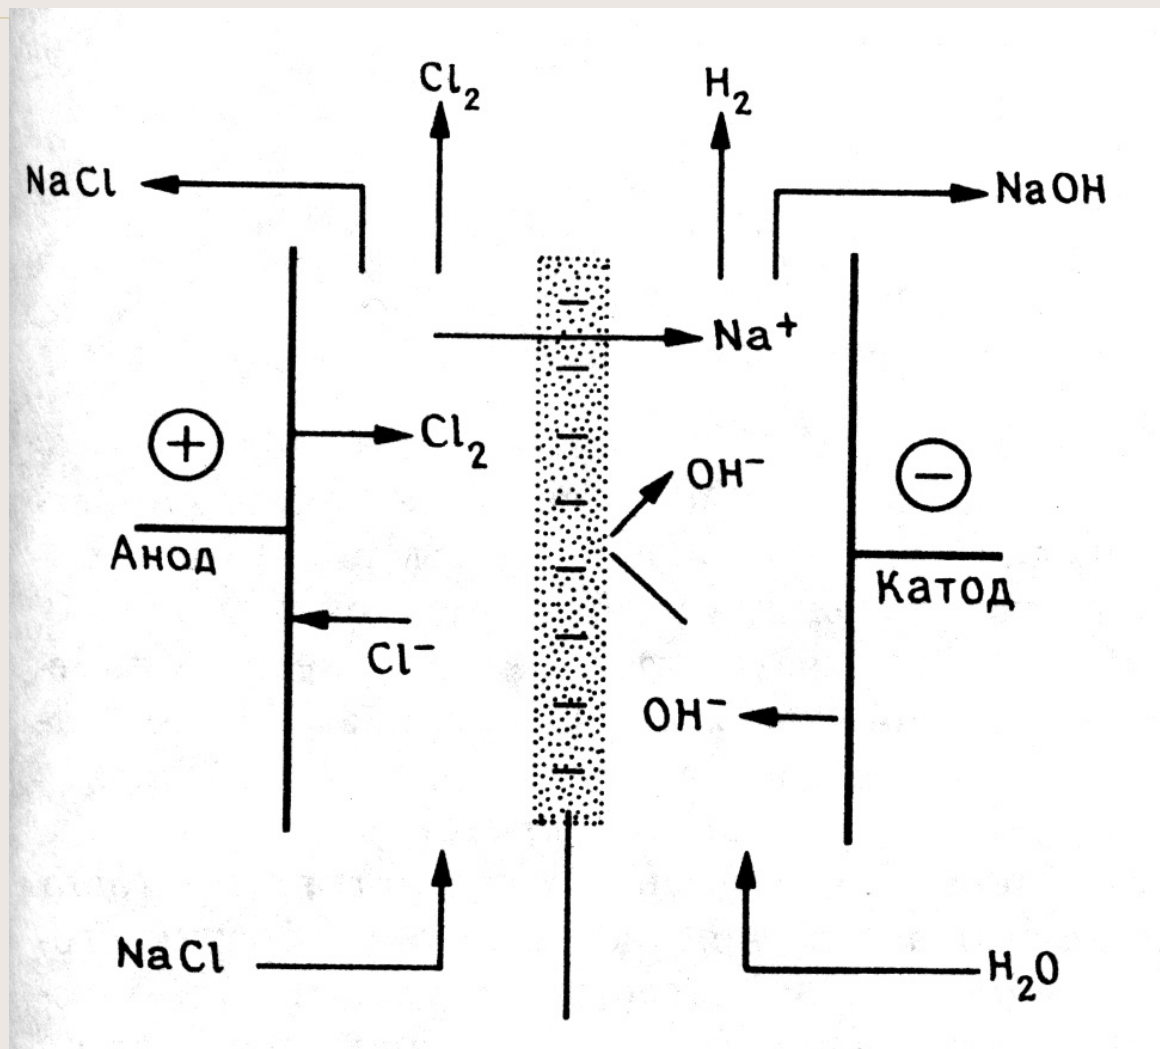 Cl₂
H₂
NaCl
NaOH
Na⁺
+
Cl₂
OH⁻
−
Анод
Катод
Cl⁻
OH⁻
NaCl
H₂O